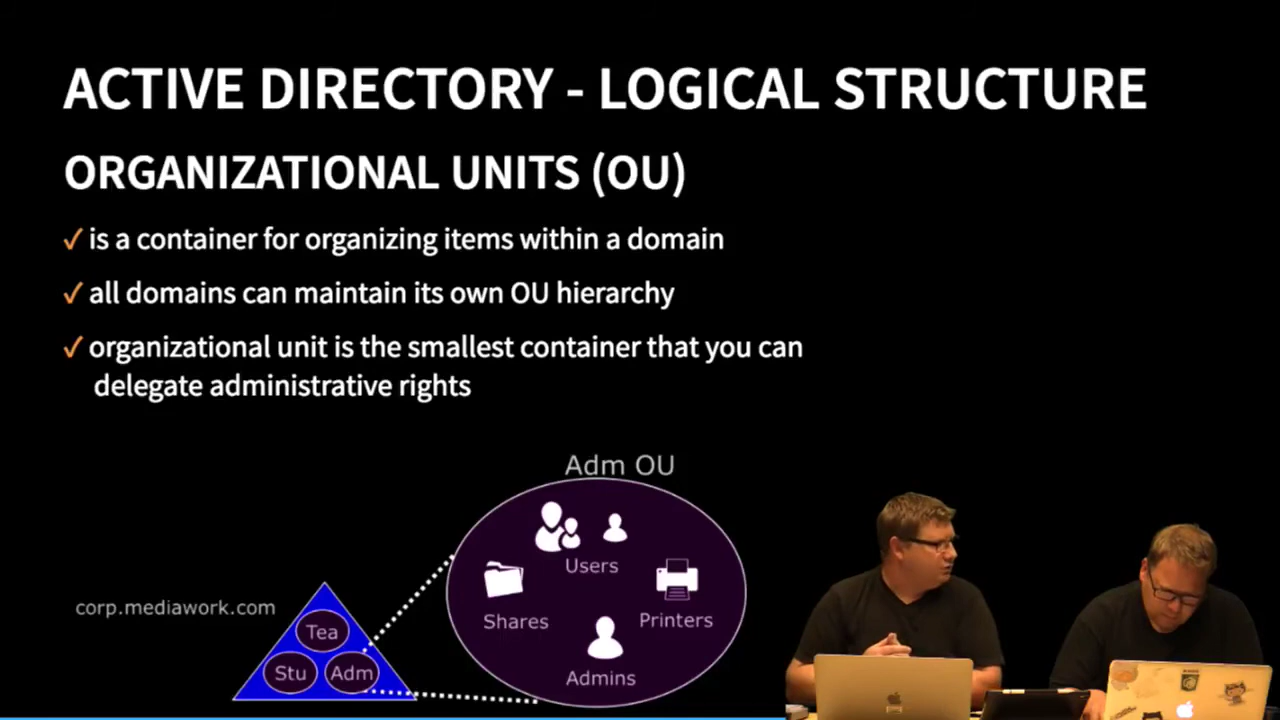 ACTIVE DIRECTORY - LOGICAL STRUCTURE
ORGANIZATIONAL UNITS (OU)
✓ is a container for organizing items within a domain
✓ all domains can maintain its own OU hierarchy
✓ organizational unit is the smallest container that you can
delegate administrative rights
Adm OU
Users
Shares
Printers
Admins
corp.mediawork.com
Tea
Stu
Adm